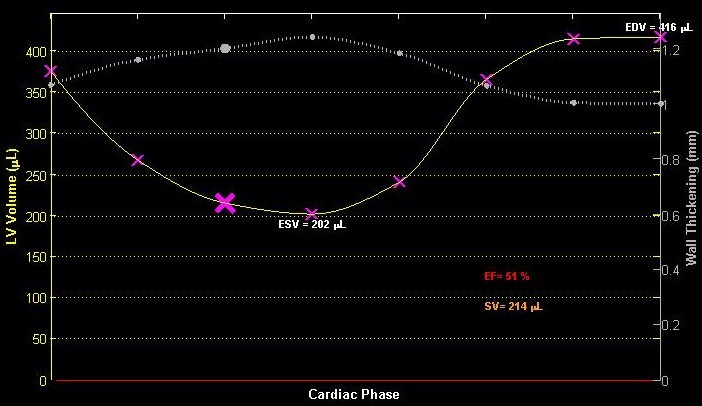 EDV = 416 µL
400
350
300
250
200
150
100
50
0
LV Volume (µL)
ESV = 202 µL
EF= 51 %
SV= 214 µL
1.2
1
0.8
0.6
0.4
0.2
0
Wall Thickening (mm)
Cardiac Phase